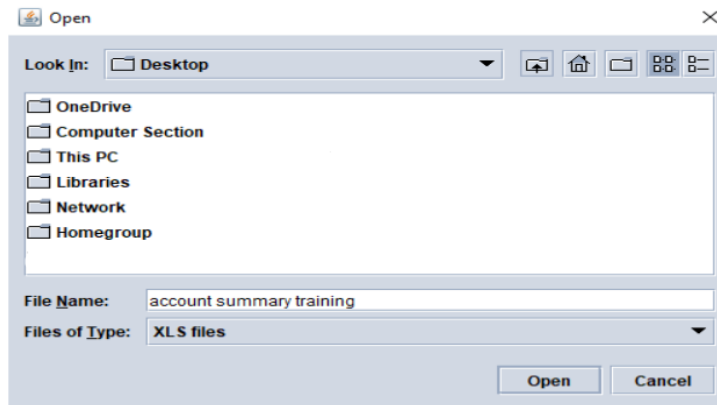 Open
Look In: Desktop
OneDrive
Computer Section
This PC
Libraries
Network
Homegroup
File Name: account summary training
Files of Type: XLS files
Open Cancel